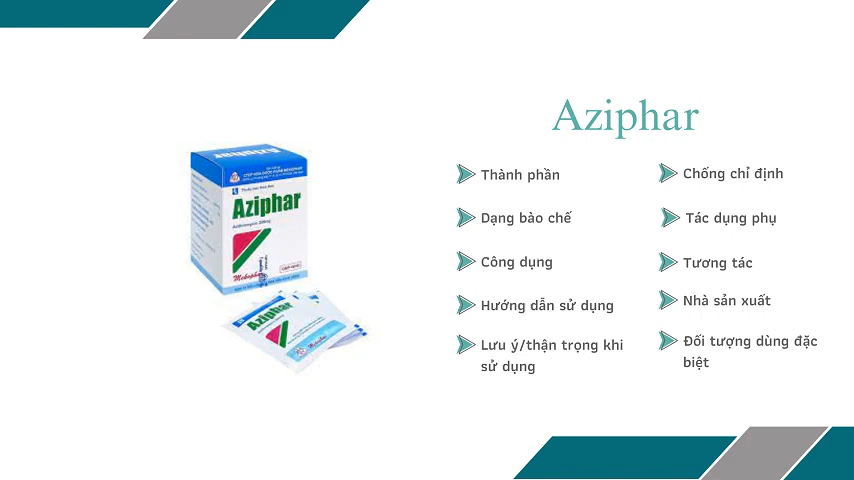 Aziphar
Thành phần
Dạng bào chế
Công dụng
Hướng dẫn sử dụng
Lưu ý/thận trọng khi
sử dụng
Chống chỉ định
Tác dụng phụ
Tương tác
Nhà sản xuất
Đối tượng dùng đặc
biệt
Aziphar
Aziphar
Mekophar
Aziphar